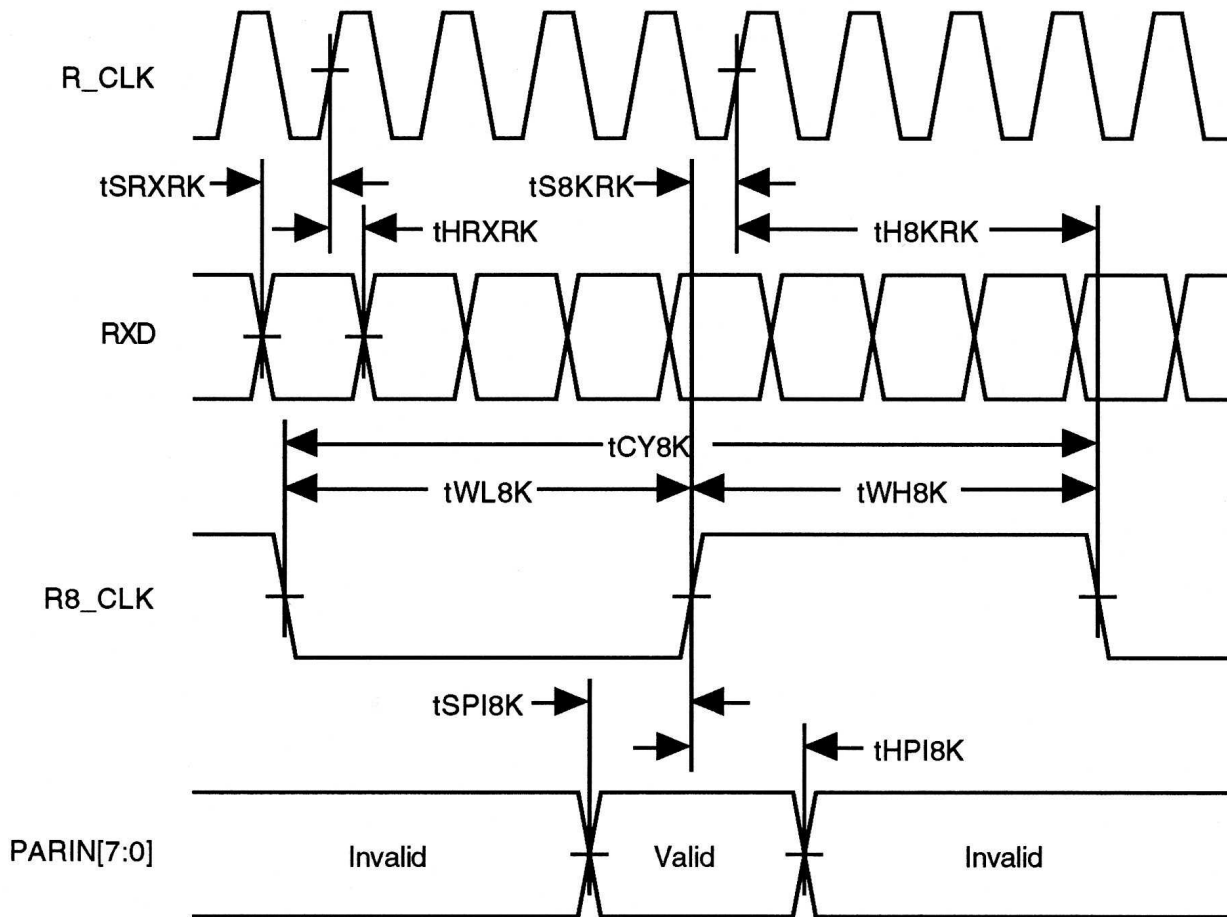 R_CLK
tSRXRK
tS8KRK
tHRXRK
tH8KRK
RXD
tCY8K
tWL8K
tWH8K
R8_CLK
tSPI8K
tHPI8K
PARIN[7:0]
Invalid
Valid
Invalid